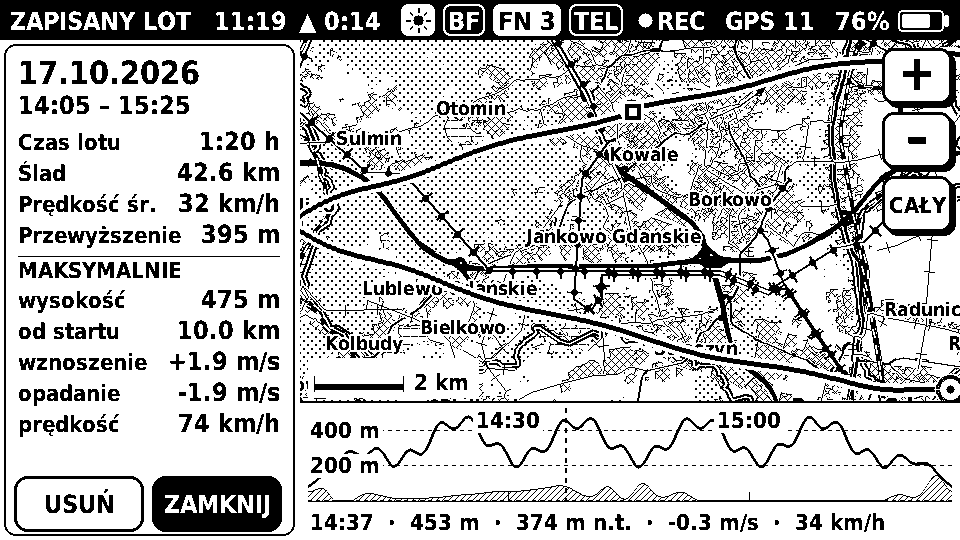 ZAPISANY LOT 11:19 ▲ 0:14 BF FN 3 TEL ●REC GPS 11 76%
17.10.2026
14:05 – 15:25
Czas lotu 1:20 h
Ślad 42.6 km
Prędkość śr. 32 km/h
Przewyższenie 395 m
MAKSYMALNIE
wysokość 475 m
od startu 10.0 km
wznoszenie +1.9 m/s
opadanie -1.9 m/s
prędkość 74 km/h
USUŃ ZAMKNIJ
Otomin
Sulmin
Kowale
Borkowo
Jankowo Gdańskie
Lublewo
Bielkowo
Kolbudy
Radunic
+
-
CAŁY
2 km
14:30 15:00
400 m
200 m
14:37 · 453 m · 374 m n.t. · -0.3 m/s · 34 km/h